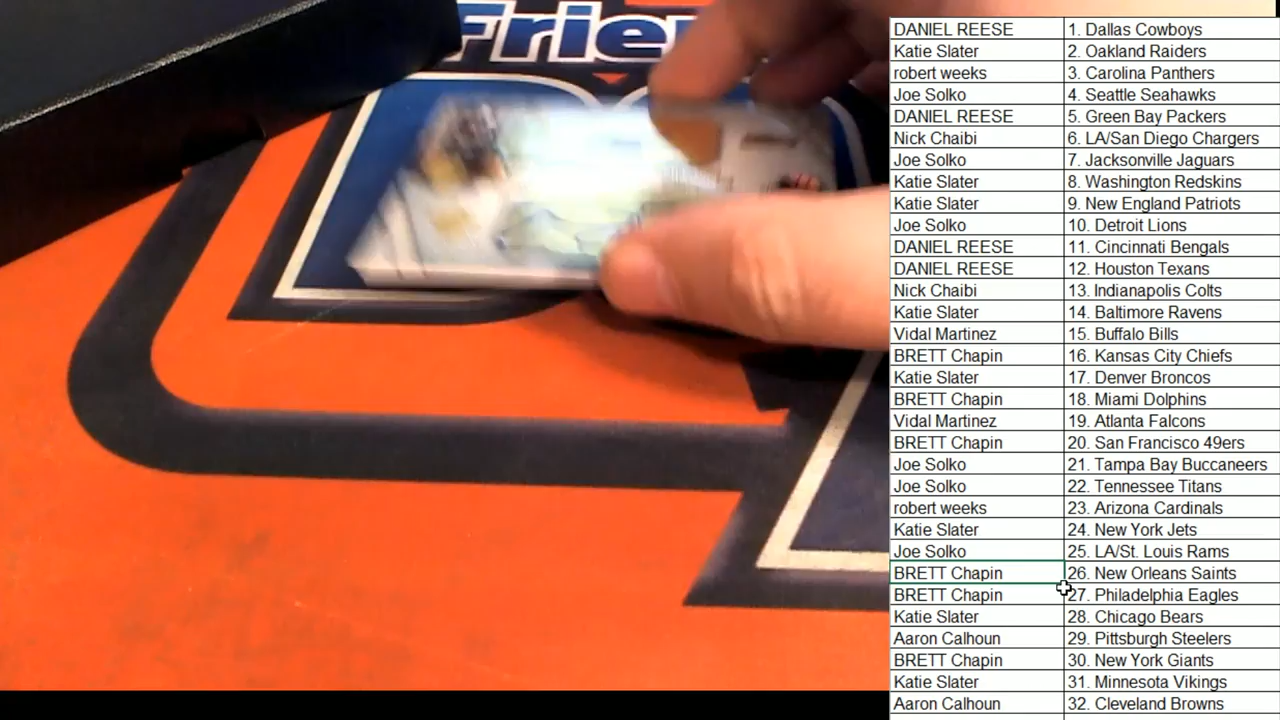 Frien
DANIEL REESE 1. Dallas Cowboys
Katie Slater 2. Oakland Raiders
robert weeks 3. Carolina Panthers
Joe Solko 4. Seattle Seahawks
DANIEL REESE 5. Green Bay Packers
Nick Chaibi 6. LA/San Diego Chargers
Joe Solko 7. Jacksonville Jaguars
Katie Slater 8. Washington Redskins
Katie Slater 9. New England Patriots
Joe Solko 10. Detroit Lions
DANIEL REESE 11. Cincinnati Bengals
DANIEL REESE 12. Houston Texans
Nick Chaibi 13. Indianapolis Colts
Katie Slater 14. Baltimore Ravens
Vidal Martinez 15. Buffalo Bills
BRETT Chapin 16. Kansas City Chiefs
Katie Slater 17. Denver Broncos
BRETT Chapin 18. Miami Dolphins
Vidal Martinez 19. Atlanta Falcons
BRETT Chapin 20. San Francisco 49ers
Joe Solko 21. Tampa Bay Buccaneers
Joe Solko 22. Tennessee Titans
robert weeks 23. Arizona Cardinals
Katie Slater 24. New York Jets
Joe Solko 25. LA/St. Louis Rams
BRETT Chapin 26. New Orleans Saints
BRETT Chapin 27. Philadelphia Eagles
Katie Slater 28. Chicago Bears
Aaron Calhoun 29. Pittsburgh Steelers
BRETT Chapin 30. New York Giants
Katie Slater 31. Minnesota Vikings
Aaron Calhoun 32. Cleveland Browns